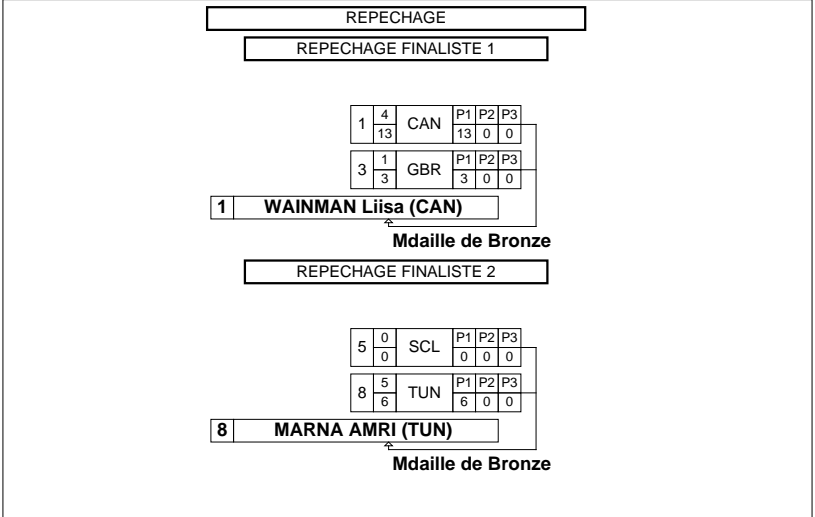 REPECHAGE
REPECHAGE FINALISTE 1
1 4 CAN P1 P2 P3
13 13 0 0
3 1 GBR P1 P2 P3
3 3 0 0
1 WAINMAN Liisa (CAN)
Mdaille de Bronze
REPECHAGE FINALISTE 2
5 0 SCL P1 P2 P3
0 0 0 0
8 5 TUN P1 P2 P3
6 6 0 0
8 MARNA AMRI (TUN)
Mdaille de Bronze